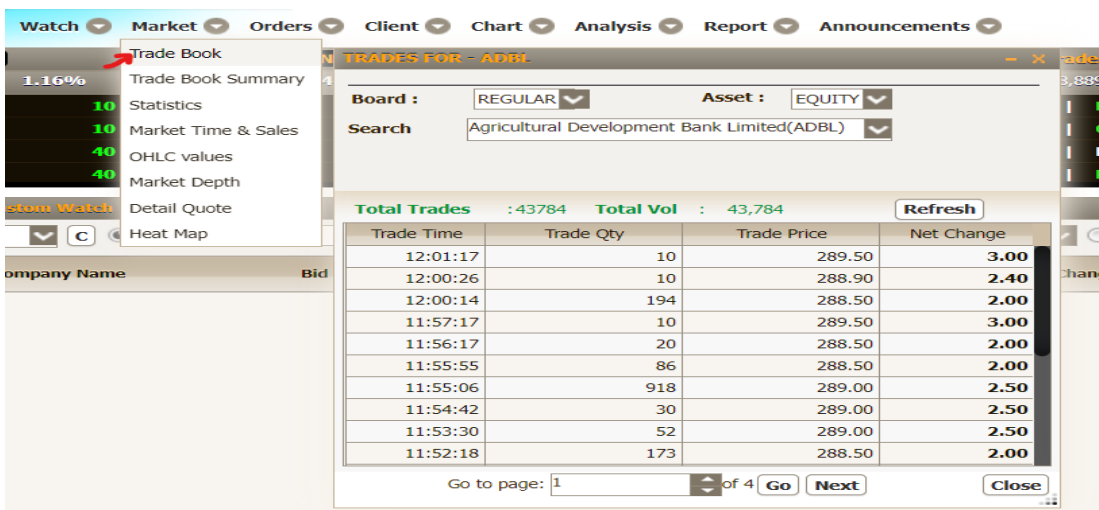 Watch Market Orders Client Chart Analysis Report Announcements
Trade Book
TRADES FOR - ADBL
1.16%
Trade Book Summary
3,889
Board : REGULAR Asset : EQUITY
10
Statistics
Search Agricultural Development Bank Limited(ADBL)
10
Market Time & Sales
40
OHLC values
40
Market Depth
stom Watch
Detail Quote
Total Trades :43784 Total Vol : 43,784 Refresh
C
Heat Map
Trade Time Trade Qty Trade Price Net Change
ompany Name Bid
12:01:17 10 289.50 3.00
12:00:26 10 288.90 2.40
12:00:14 194 288.50 2.00
11:57:17 10 289.50 3.00
11:56:17 20 288.50 2.00
11:55:55 86 288.50 2.00
11:55:06 918 289.00 2.50
11:54:42 30 289.00 2.50
11:53:30 52 289.00 2.50
11:52:18 173 288.50 2.00
Go to page: 1 of 4 Go Next Close